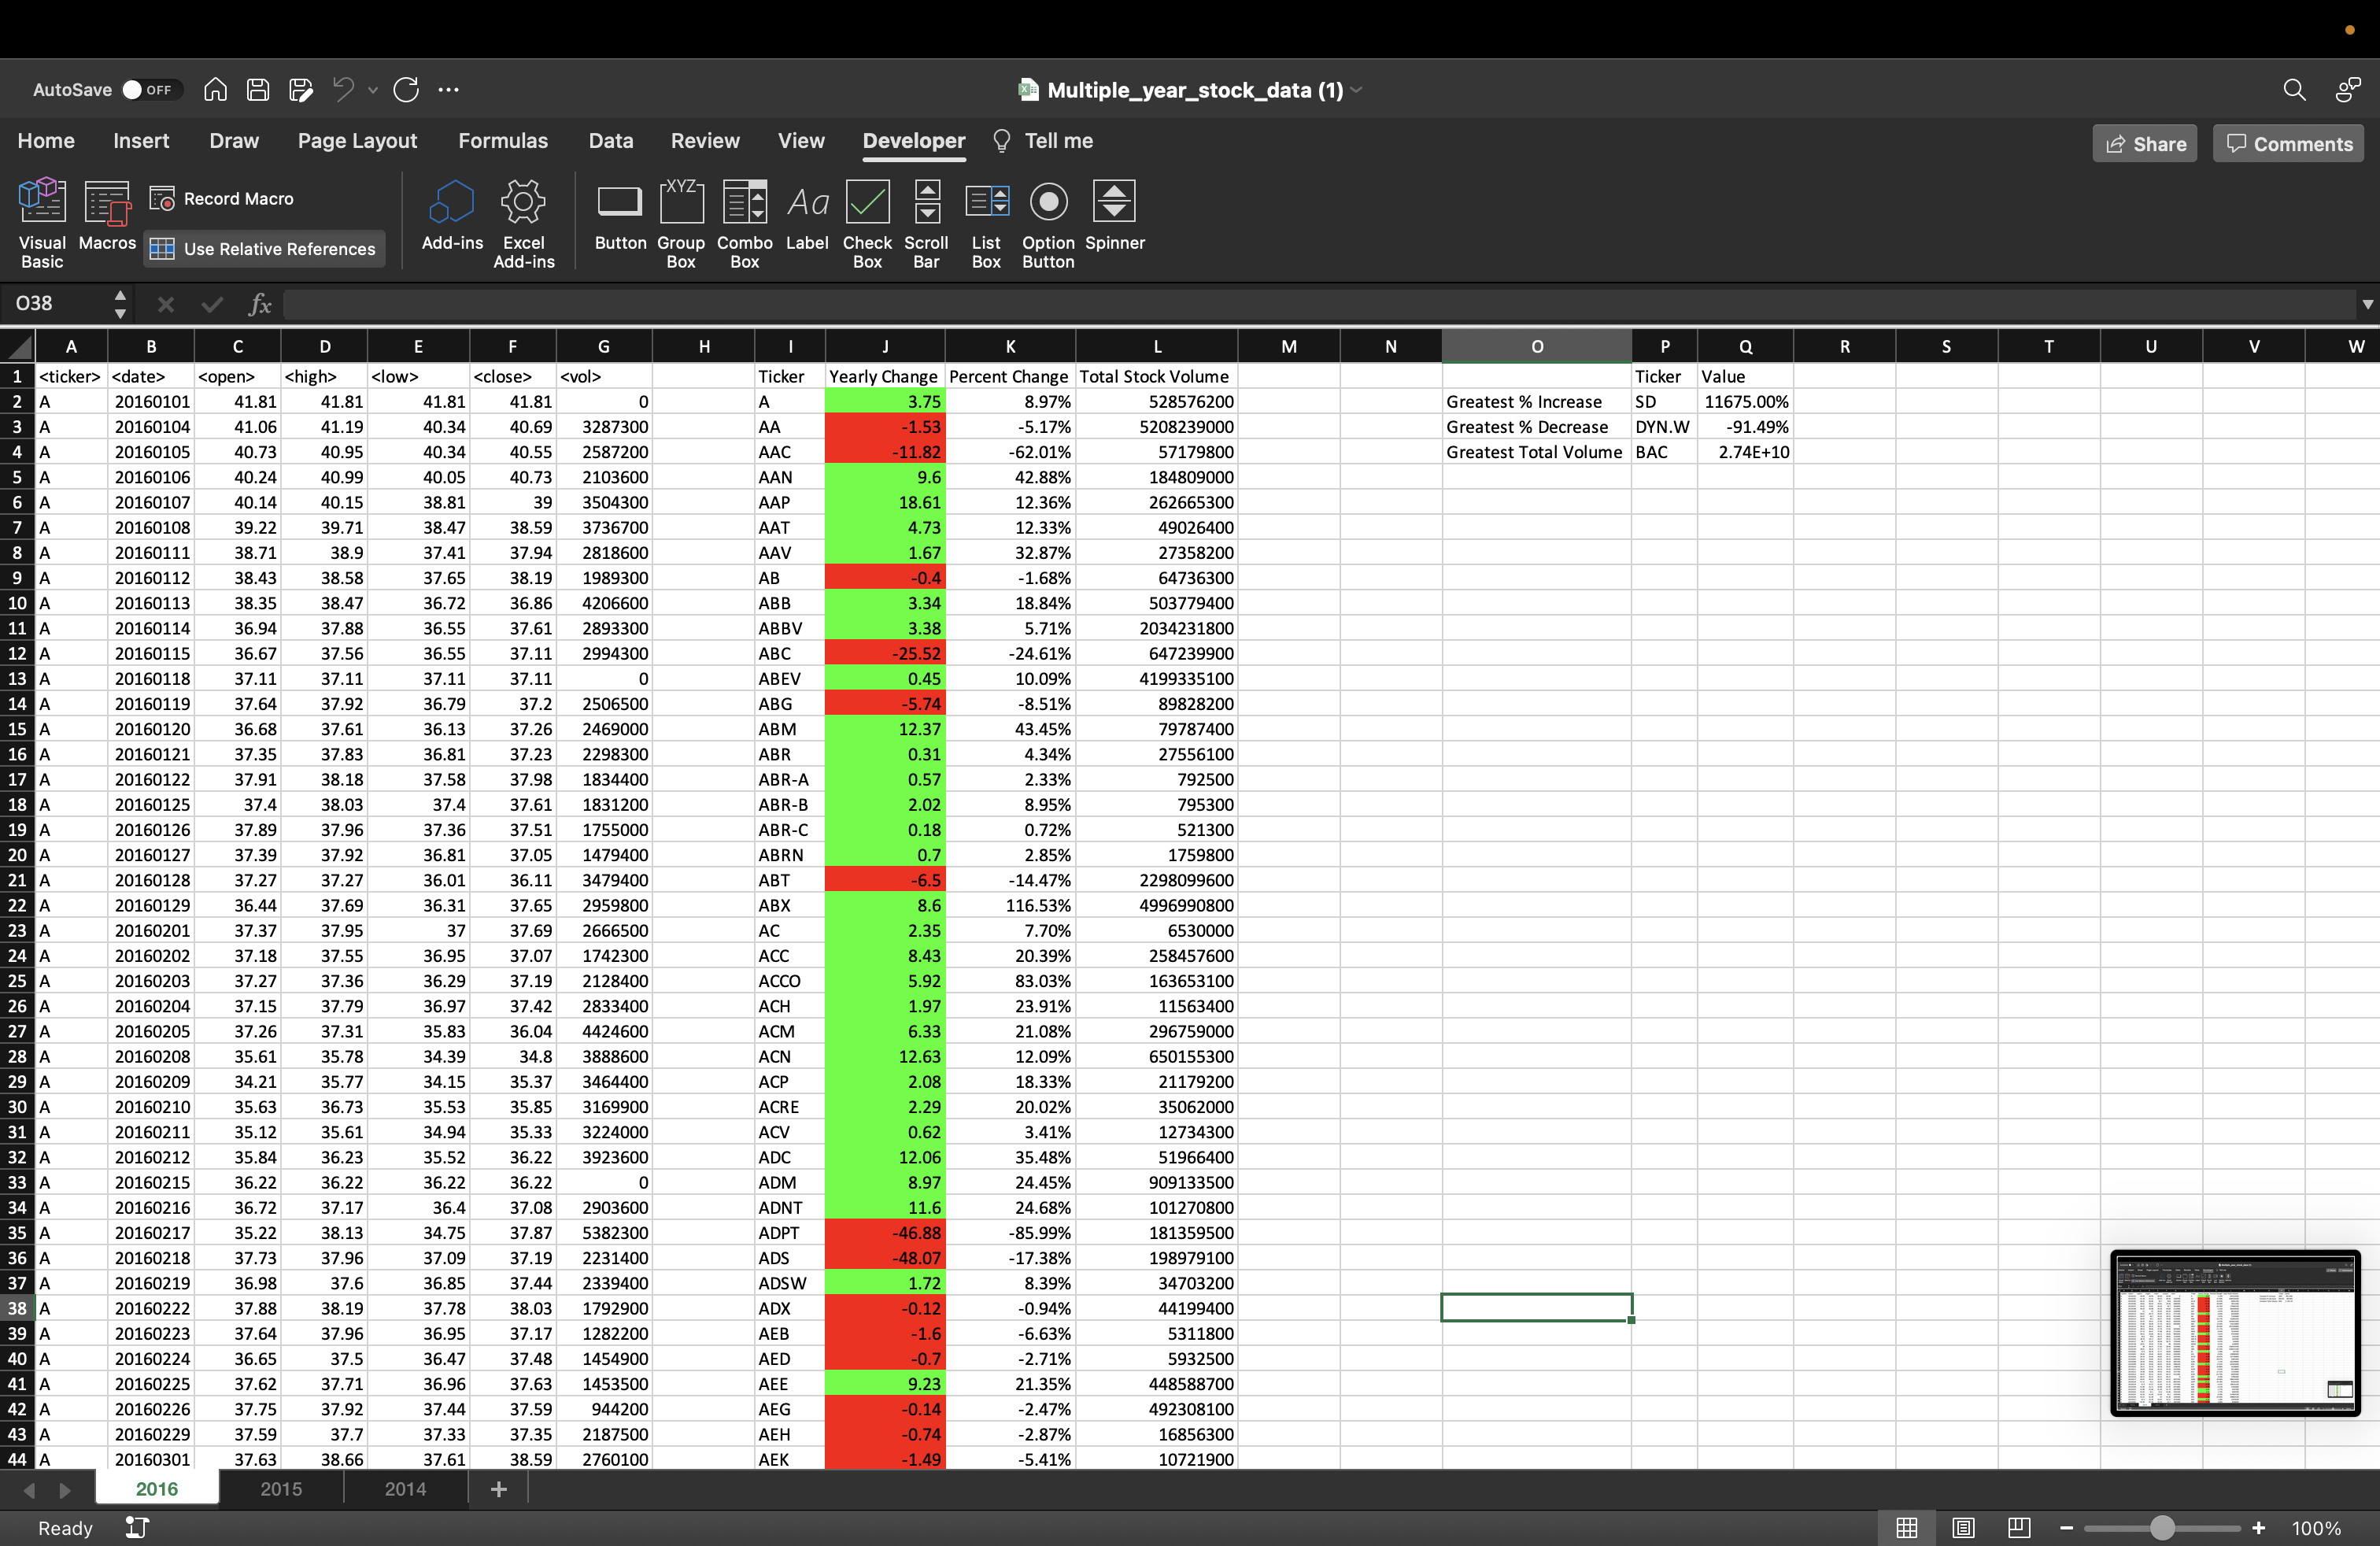 AutoSave OFF Multiple_year_stock_data (1)
Home Insert Draw Page Layout Formulas Data Review View Developer Tell me Share Comments
Visual Basic Macros Record Macro Use Relative References Add-ins Excel Add-ins Button Group Box Combo Box Label Check Box Scroll Bar List Box Option Button Spinner
O38 fx
A B C D E F G H I J K L M N O P Q R S T U V W
1 <ticker> <date> <open> <high> <low> <close> <vol> Ticker Yearly Change Percent Change Total Stock Volume Ticker Value
2 A 20160101 41.81 41.81 41.81 41.81 0 A 3.75 8.97% 528576200 Greatest % Increase SD 11675.00%
3 A 20160104 41.06 41.19 40.34 40.69 3287300 AA -1.53 -5.17% 5208239000 Greatest % Decrease DYN.W -91.49%
4 A 20160105 40.73 40.95 40.34 40.55 2587200 AAC -11.82 -62.01% 57179800 Greatest Total Volume BAC 2.74E+10
5 A 20160106 40.24 40.99 40.05 40.73 2103600 AAN 9.6 42.88% 184809000
6 A 20160107 40.14 40.15 38.81 39 3504300 AAP 18.61 12.36% 262665300
7 A 20160108 39.22 39.71 38.47 38.59 3736700 AAT 4.73 12.33% 49026400
8 A 20160111 38.71 38.9 37.41 37.94 2818600 AAV 1.67 32.87% 27358200
9 A 20160112 38.43 38.58 37.65 38.19 1989300 AB -0.4 -1.68% 64736300
10 A 20160113 38.35 38.47 36.72 36.86 4206600 ABB 3.34 18.84% 503779400
11 A 20160114 36.94 37.88 36.55 37.61 2893300 ABBV 3.38 5.71% 2034231800
12 A 20160115 36.67 37.56 36.55 37.11 2994300 ABC -25.52 -24.61% 647239900
13 A 20160118 37.11 37.11 37.11 37.11 0 ABEV 0.45 10.09% 4199335100
14 A 20160119 37.64 37.92 36.79 37.2 2506500 ABG -5.74 -8.51% 89828200
15 A 20160120 36.68 37.61 36.13 37.26 2469000 ABM 12.37 43.45% 79787400
16 A 20160121 37.35 37.83 36.81 37.23 2298300 ABR 0.31 4.34% 27556100
17 A 20160122 37.91 38.18 37.58 37.98 1834400 ABR-A 0.57 2.33% 792500
18 A 20160125 37.4 38.03 37.4 37.61 1831200 ABR-B 2.02 8.95% 795300
19 A 20160126 37.89 37.96 37.36 37.51 1755000 ABR-C 0.18 0.72% 521300
20 A 20160127 37.39 37.92 36.81 37.05 1479400 ABRN 0.7 2.85% 1759800
21 A 20160128 37.27 37.27 36.01 36.11 3479400 ABT -6.5 -14.47% 2298099600
22 A 20160129 36.44 37.69 36.31 37.65 2959800 ABX 8.6 116.53% 4996990800
23 A 20160201 37.37 37.95 37 37.69 2666500 AC 2.35 7.70% 6530000
24 A 20160202 37.18 37.55 36.95 37.07 1742300 ACC 8.43 20.39% 258457600
25 A 20160203 37.27 37.36 36.29 37.19 2128400 ACCO 5.92 83.03% 163653100
26 A 20160204 37.15 37.79 36.97 37.42 2833400 ACH 1.97 23.91% 11563400
27 A 20160205 37.26 37.31 35.83 36.04 4424600 ACM 6.33 21.08% 296759000
28 A 20160208 35.61 35.78 34.39 34.8 3888600 ACN 12.63 12.09% 650155300
29 A 20160209 34.21 35.77 34.15 35.37 3464400 ACP 2.08 18.33% 21179200
30 A 20160210 35.63 36.73 35.53 35.85 3169900 ACRE 2.29 20.02% 35062000
31 A 20160211 35.12 35.61 34.94 35.33 3224000 ACV 0.62 3.41% 12734300
32 A 20160212 35.84 36.23 35.52 36.22 3923600 ADC 12.06 35.48% 51966400
33 A 20160215 36.22 36.22 36.22 36.22 0 ADM 8.97 24.45% 909133500
34 A 20160216 36.72 37.17 36.4 37.08 2903600 ADNT 11.6 24.68% 101270800
35 A 20160217 35.22 38.13 34.75 37.87 5382300 ADPT -46.88 -85.99% 181359500
36 A 20160218 37.73 37.96 37.09 37.19 2231400 ADS -48.07 -17.38% 198979100
37 A 20160219 36.98 37.6 36.85 37.44 2339400 ADSW 1.72 8.39% 34703200
38 A 20160222 37.88 38.19 37.78 38.03 1792900 ADX -0.12 -0.94% 44199400
39 A 20160223 37.64 37.96 36.95 37.17 1282200 AEB -1.6 -6.63% 5311800
40 A 20160224 36.65 37.5 36.47 37.48 1454900 AED -0.7 -2.71% 5932500
41 A 20160225 37.62 37.71 36.96 37.63 1453500 AEE 9.23 21.35% 448588700
42 A 20160226 37.75 37.92 37.44 37.59 944200 AEG -0.14 -2.47% 492308100
43 A 20160229 37.59 37.7 37.33 37.35 2187500 AEH -0.74 -2.87% 16856300
44 A 20160301 37.63 38.66 37.61 38.59 2760100 AEK -1.49 -5.41% 10721900
2016 2015 2014 +
Ready 100%